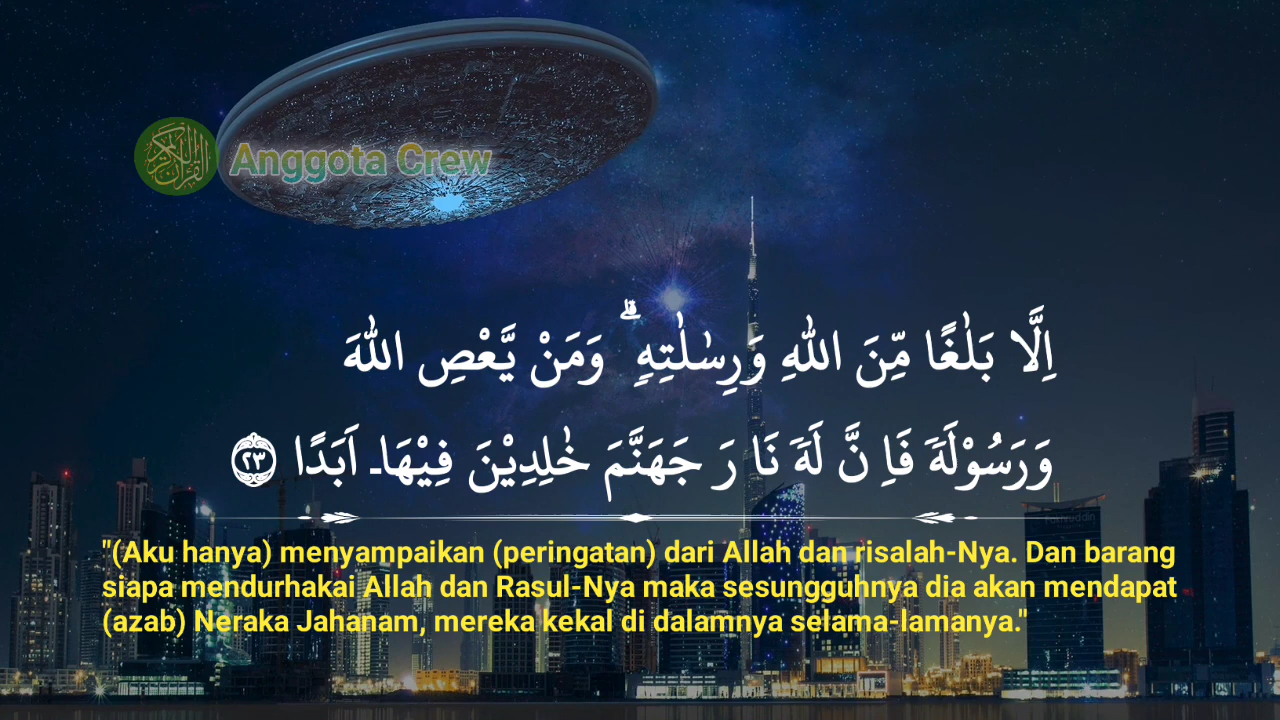 Anggota Crew
اِلَّا بَلٰغًا مِّنَ اللّٰهِ وَرِسٰلٰتِهٖ ۗ وَمَنْ يَّعْصِ اللّٰهَ
وَرَسُوْلَهٗ فَاِ نَّ لَهٗ نَا رَ جَهَنَّمَ خٰلِدِيْنَ فِيْهَاۤ اَبَدًا ۝٢٣
"(Aku hanya) menyampaikan (peringatan) dari Allah dan risalah-Nya. Dan barang
siapa mendurhakai Allah dan Rasul-Nya maka sesungguhnya dia akan mendapat
(azab) Neraka Jahanam, mereka kekal di dalamnya selama-lamanya."